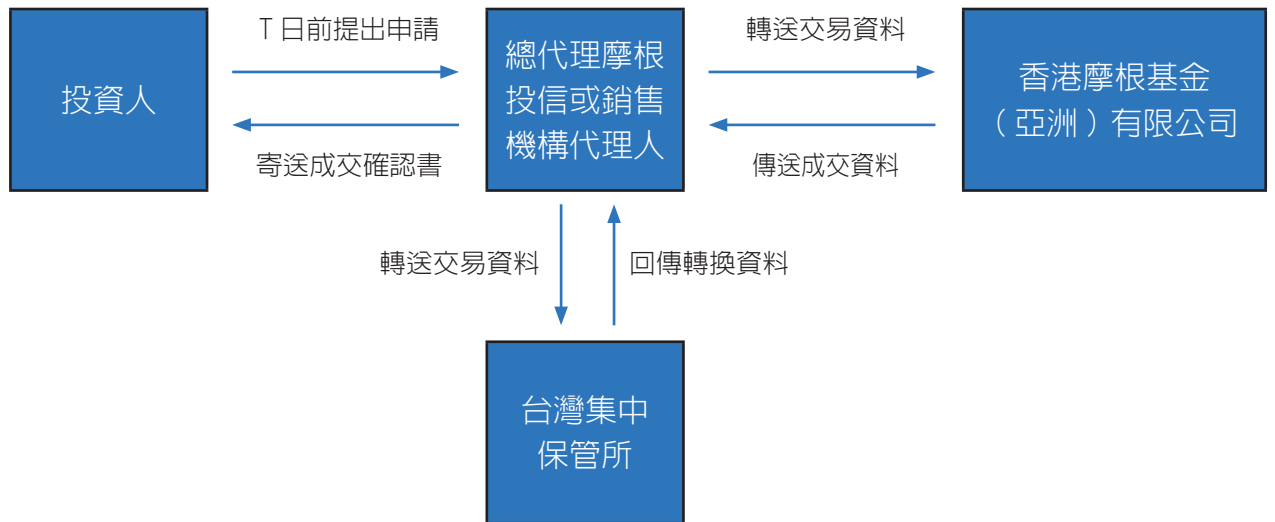 T 日前提出申請
轉送交易資料
投資人
總代理摩根
投信或銷售
機構代理人
香港摩根基金
（亞洲）有限公司
寄送成交確認書
傳送成交資料
轉送交易資料
回傳轉換資料
台灣集中
保管所